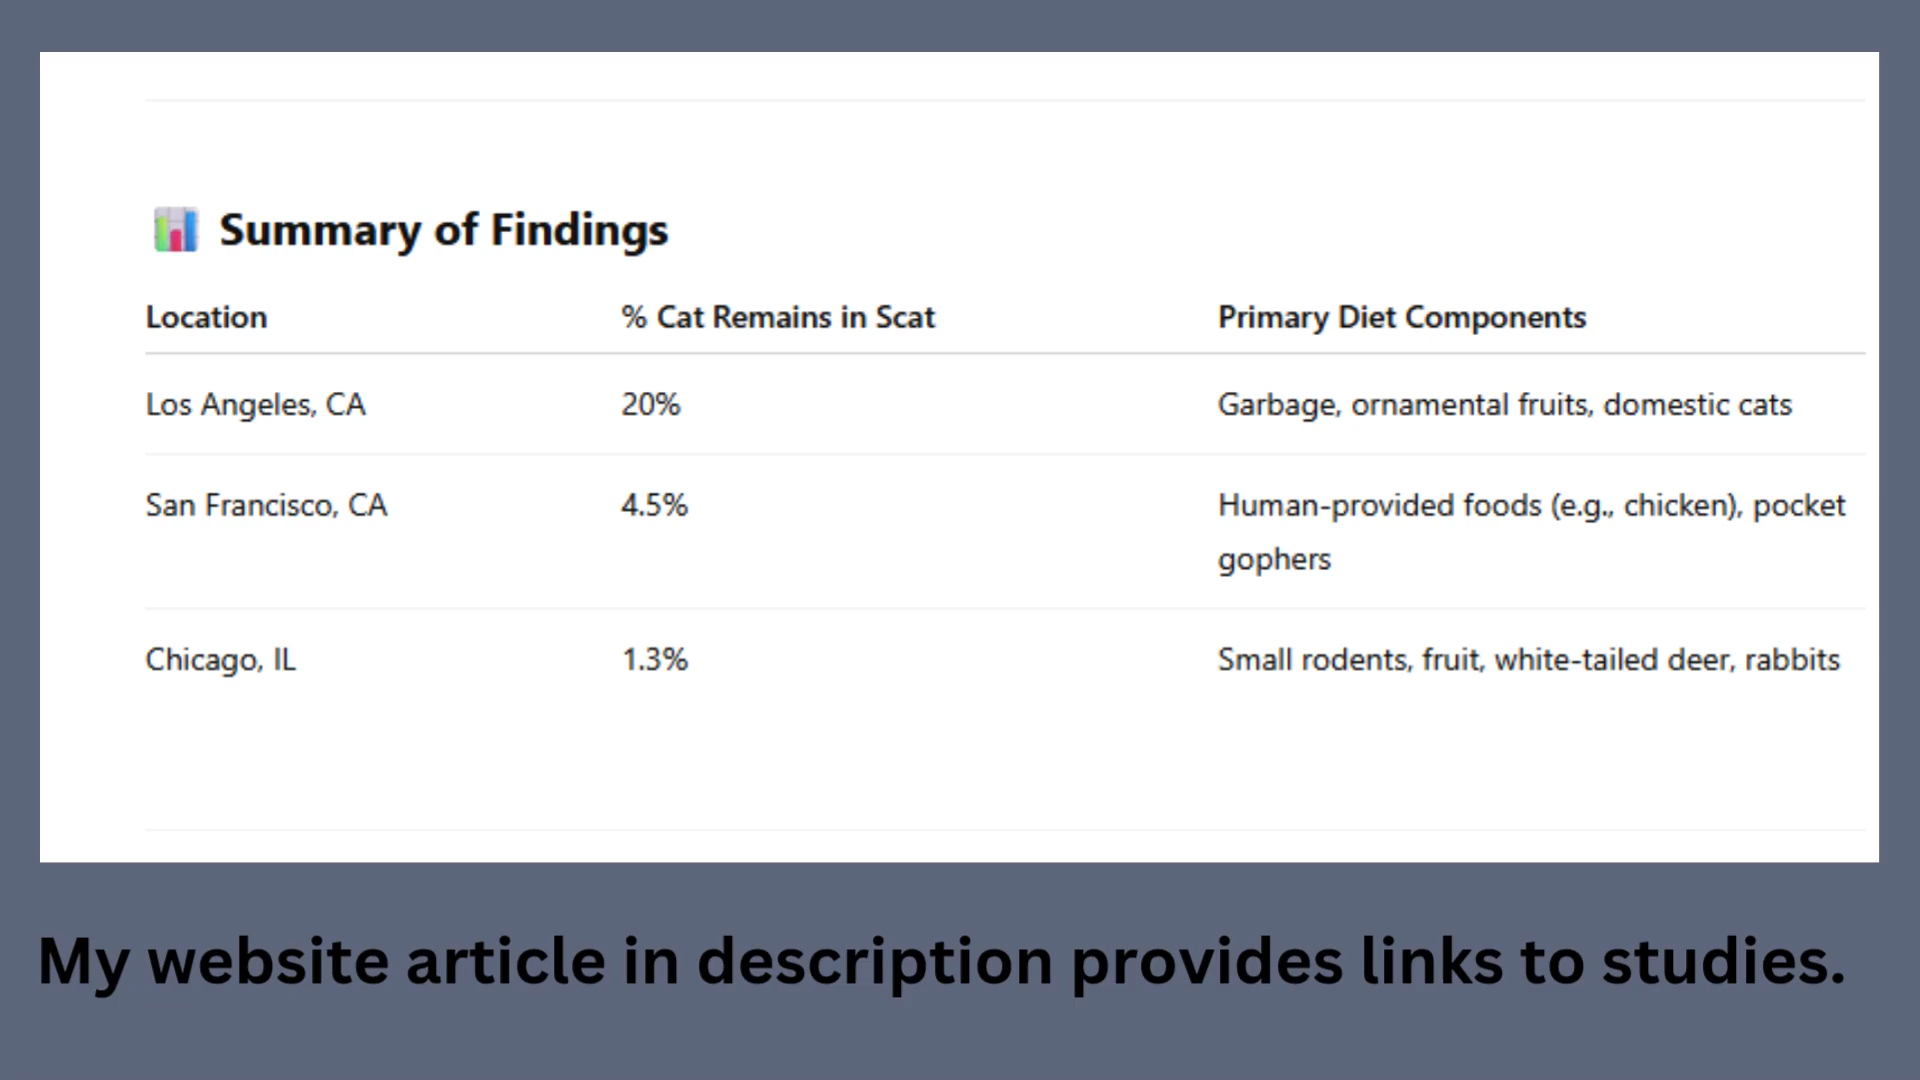 📊 Summary of Findings
Location % Cat Remains in Scat Primary Diet Components
Los Angeles, CA 20% Garbage, ornamental fruits, domestic cats
San Francisco, CA 4.5% Human-provided foods (e.g., chicken), pocket
gophers
Chicago, IL 1.3% Small rodents, fruit, white-tailed deer, rabbits
My website article in description provides links to studies.